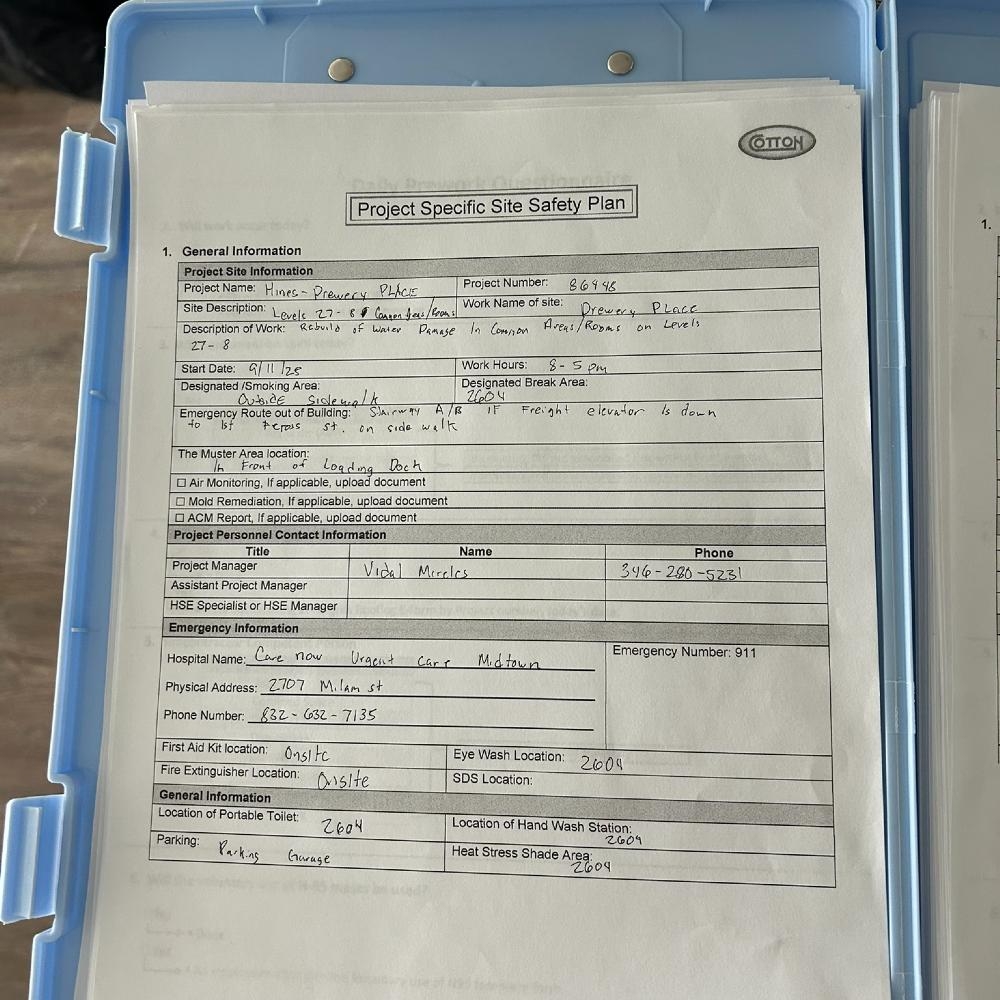 COTTON
Project Specific Site Safety Plan
1. General Information
Project Site Information
Project Name: Hines - Drewery PLACE
Project Number: 86948
Site Description: Levels 27-8 Common Areas/Rooms
Work Name of site: Drewery PLACE
Description of Work: Rebuild of Water Damage In Common Areas/Rooms on Levels
27-8
Start Date: 9/11/25
Work Hours: 8-5 pm
Designated /Smoking Area:
Outside Sidewalk
Designated Break Area:
2604
Emergency Route out of Building: Stairway A/B IF Freight elevator Is down
to 1st Across st. on side walk
The Muster Area location:
In Front of Loading Dock
☐ Air Monitoring, If applicable, upload document
☐ Mold Remediation, If applicable, upload document
☐ ACM Report, If applicable, upload document
Project Personnel Contact Information
Title Name Phone
Project Manager Vidal Mireles 346-280-5231
Assistant Project Manager
HSE Specialist or HSE Manager
Emergency Information
Hospital Name: Care now Urgent care Midtown
Emergency Number: 911
Physical Address: 2707 Milam st
Phone Number: 832-632-7135
First Aid Kit location: Onsite
Eye Wash Location: 2604
Fire Extinguisher Location: Onsite
SDS Location:
General Information
Location of Portable Toilet: 2604
Location of Hand Wash Station:
2604
Parking: Parking Garage
Heat Stress Shade Area:
2604
1.